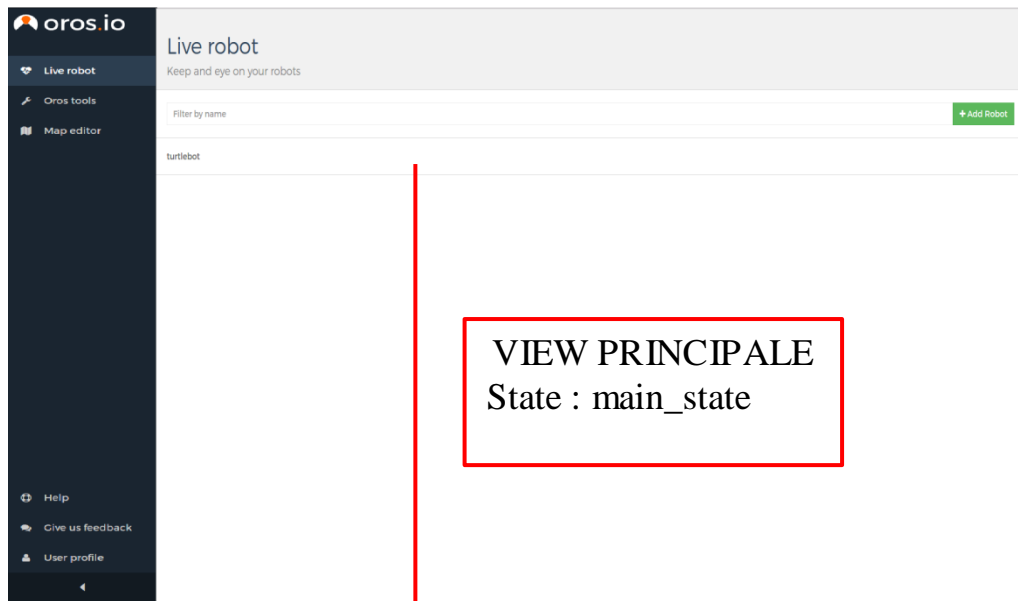 oros.io
Live robot
Oros tools
Map editor
Help
Give us feedback
User profile
Live robot
Keep and eye on your robots
Filter by name
+ Add Robot
turtlebot
VIEW PRINCIPALE
State : main_state